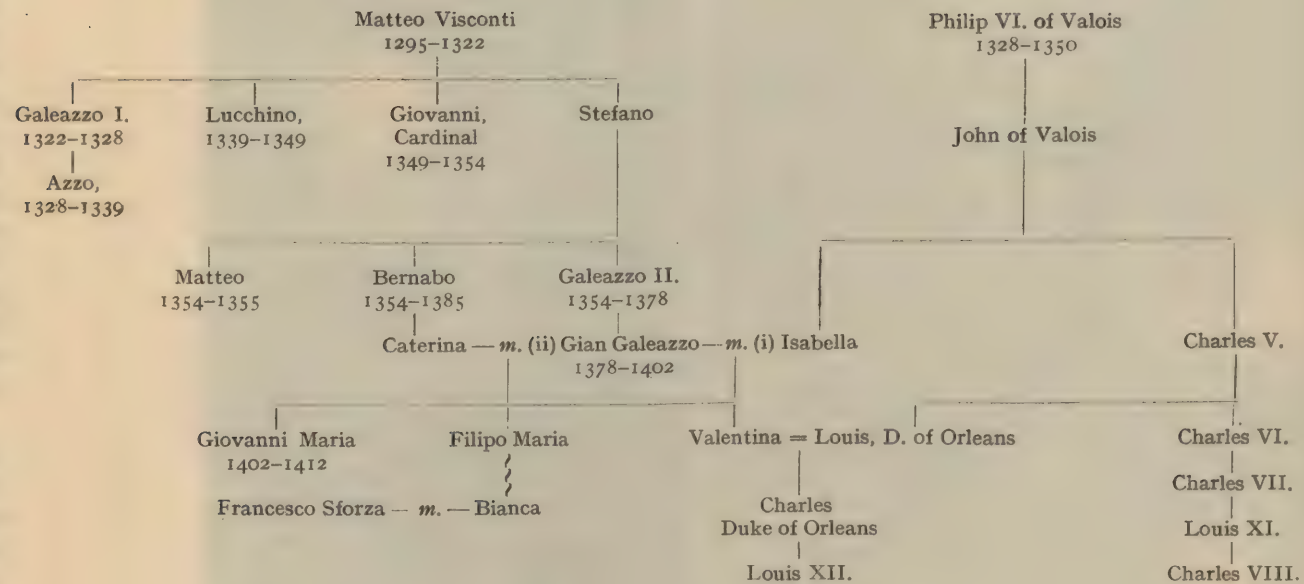 Matteo Visconti
1295–1322
Philip VI. of Valois
1328–1350
Galeazzo I.
1322–1328
Lucchino,
1339–1349
Giovanni,
Cardinal
1349–1354
Stefano
John of Valois
Azzo,
1328–1339
Matteo
1354–1355
Bernabo
1354–1385
Galeazzo II.
1354–1378
Caterina — m. (ii) Gian Galeazzo — m. (i) Isabella
1378–1402
Charles V.
Giovanni Maria
1402–1412
Filipo Maria
Valentina = Louis, D. of Orleans
Charles VI.
Francesco Sforza — m. — Bianca
Charles VII.
Charles
Duke of Orleans
Louis XI.
Louis XII.
Charles VIII.